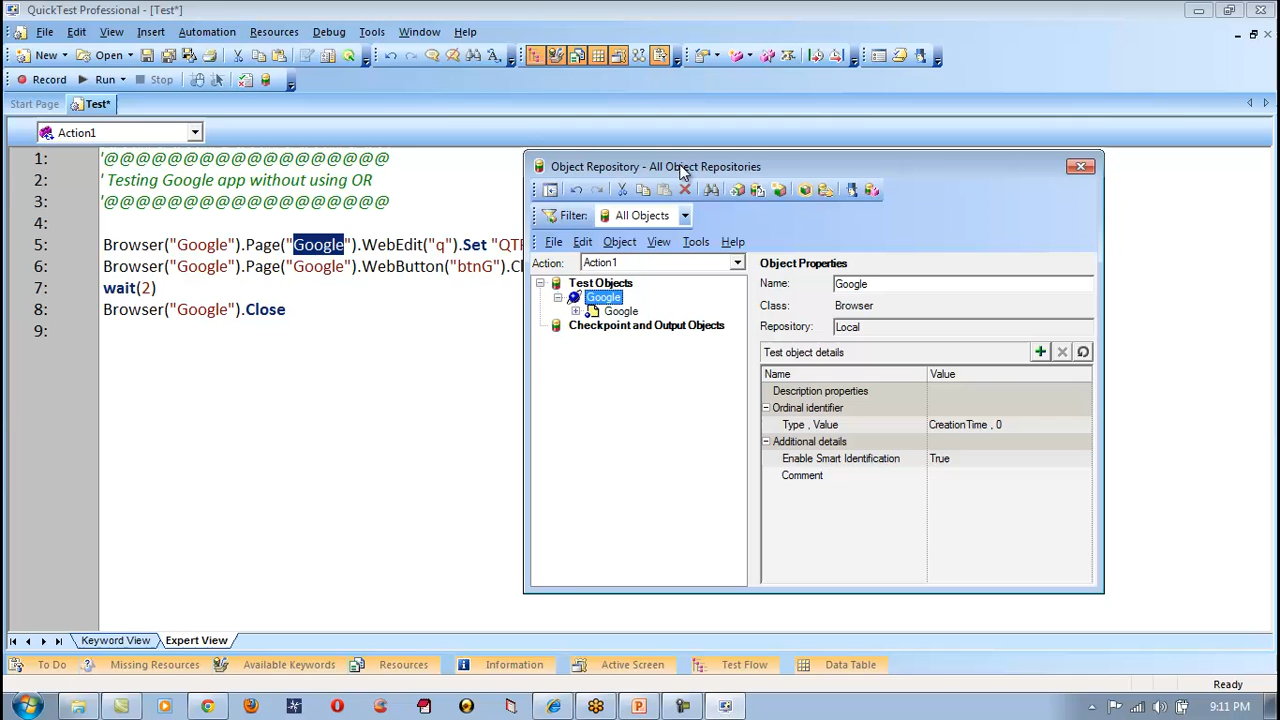 QuickTest Professional - [Test*]
File Edit View Insert Automation Resources Debug Tools Window Help
New Open
Record Run Stop
Start Page Test*
Action1
1: '@@@@@@@@@@@@@@@@@@
2: ' Testing Google app without using OR
3: '@@@@@@@@@@@@@@@@@@
4:
5: Browser("Google").Page("Google").WebEdit("q").Set "QTP
6: Browser("Google").Page("Google").WebButton("btnG").Cl
7: wait(2)
8: Browser("Google").Close
9:
Object Repository - All Object Repositories
Filter: All Objects
File Edit Object View Tools Help
Action: Action1
Test Objects
Google
Google
Checkpoint and Output Objects
Object Properties
Name: Google
Class: Browser
Repository: Local
Test object details
Name Value
Description properties
Ordinal identifier
Type , Value CreationTime , 0
Additional details
Enable Smart Identification True
Comment
Keyword View Expert View
To Do Missing Resources Available Keywords Resources Information Active Screen Test Flow Data Table
Ready
9:11 PM